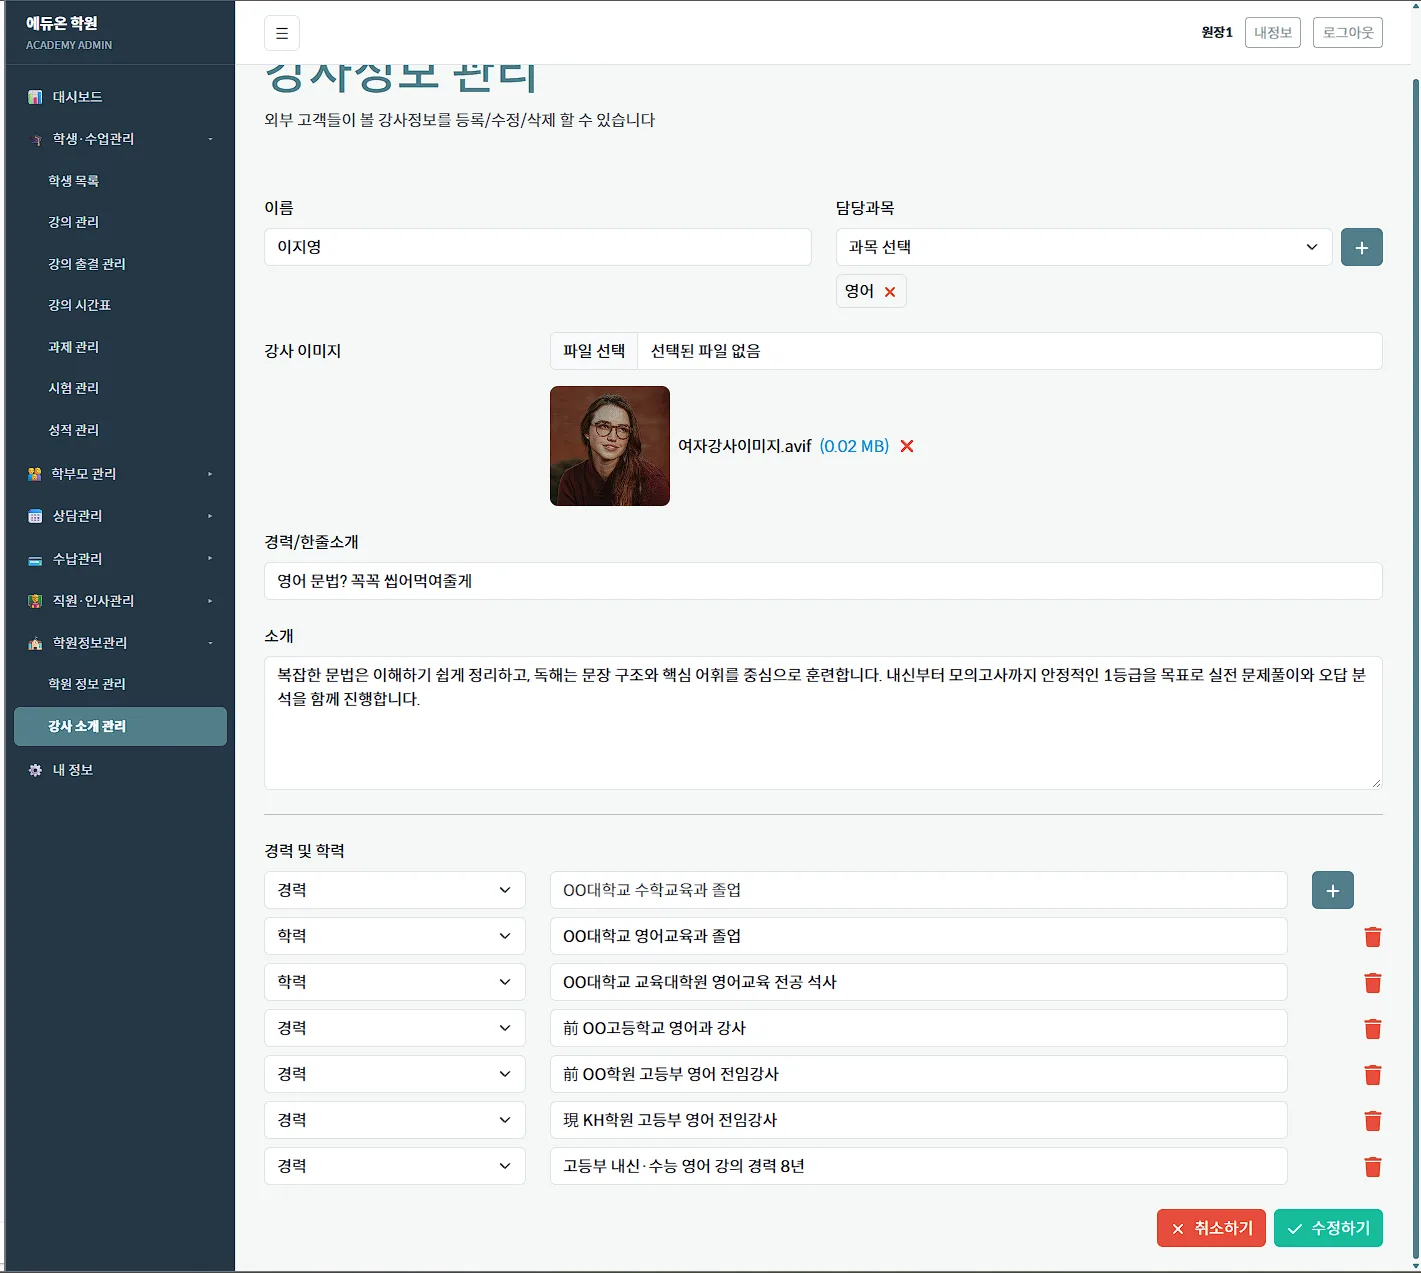 에듀온 학원
ACADEMY ADMIN
대시보드
학생·수업관리
학생 목록
강의 관리
강의 출결 관리
강의 시간표
과제 관리
시험 관리
성적 관리
학부모 관리
상담관리
수납관리
직원·인사관리
학원정보관리
학원 정보 관리
강사 소개 관리
내 정보
원장1 내정보 로그아웃
강사정보 관리
외부 고객들이 볼 강사정보를 등록/수정/삭제 할 수 있습니다
이름
이지영
담당과목
과목 선택
영어
강사 이미지
파일 선택 선택된 파일 없음
여자강사이미지.avif (0.02 MB)
경력/한줄소개
영어 문법? 꼭꼭 씹어먹여줄게
소개
복잡한 문법은 이해하기 쉽게 정리하고, 독해는 문장 구조와 핵심 어휘를 중심으로 훈련합니다. 내신부터 모의고사까지 안정적인 1등급을 목표로 실전 문제풀이와 오답 분
석을 함께 진행합니다.
경력 및 학력
경력 OO대학교 수학교육과 졸업
학력 OO대학교 영어교육과 졸업
학력 OO대학교 교육대학원 영어교육 전공 석사
경력 前 OO고등학교 영어과 강사
경력 前 OO학원 고등부 영어 전임강사
경력 現 KH학원 고등부 영어 전임강사
경력 고등부 내신·수능 영어 강의 경력 8년
취소하기 수정하기